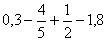 0,3 − 4/5 + 1/2 − 1,8